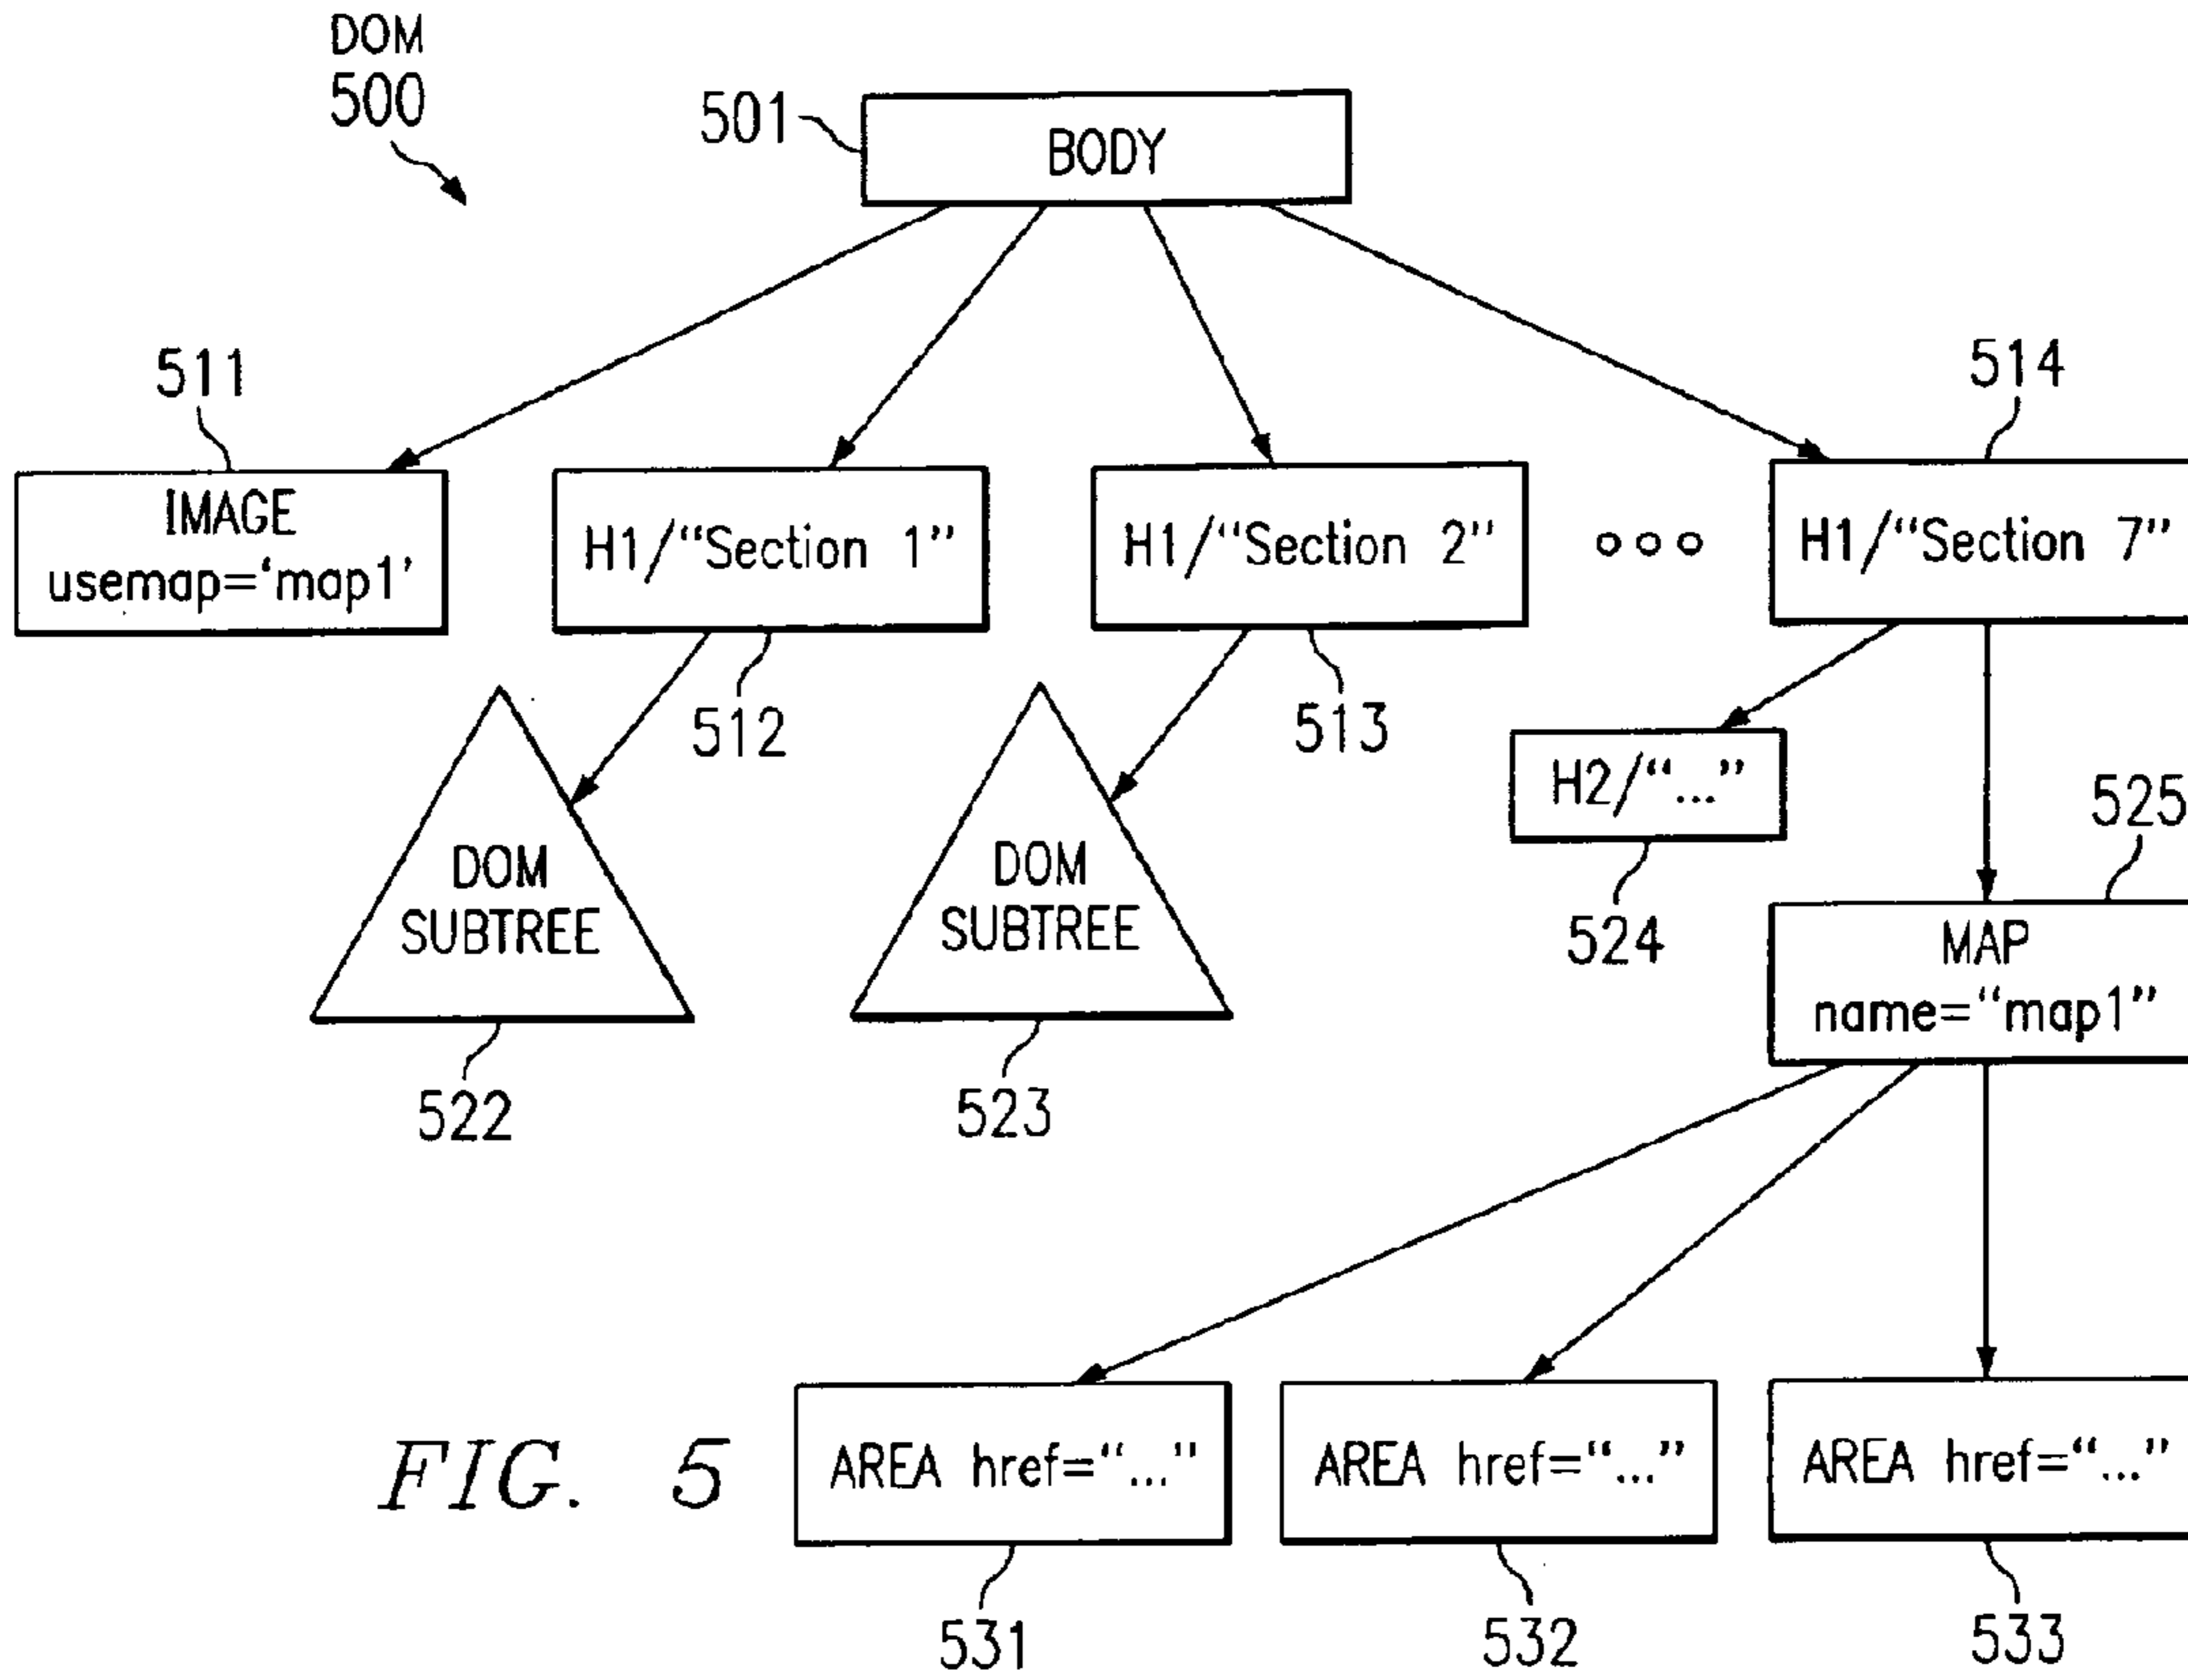 DOM
500
501
BODY
511
514
IMAGE
usemap=‘map1’
H1/“Section 1”
H1/“Section 2”
H1/“Section 7”
512
513
H2/“...”
525
DOM
SUBTREE
DOM
SUBTREE
524
MAP
name=“map1”
522
523
FIG. 5
AREA href=“...”
AREA href=“...”
AREA href=“...”
531
532
533